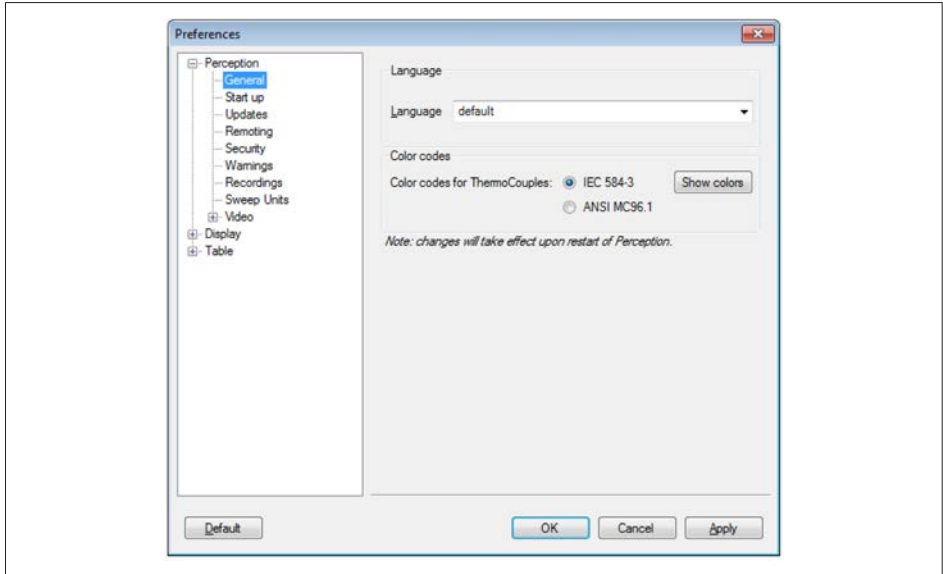 Preferences
Perception
General
Start up
Updates
Remoting
Security
Warnings
Recordings
Sweep Units
Video
Display
Table
Language
Language default
Color codes
Color codes for ThermoCouples: IEC 584-3 Show colors
ANSI MC96.1
Note: changes will take effect upon restart of Perception.
Default OK Cancel Apply